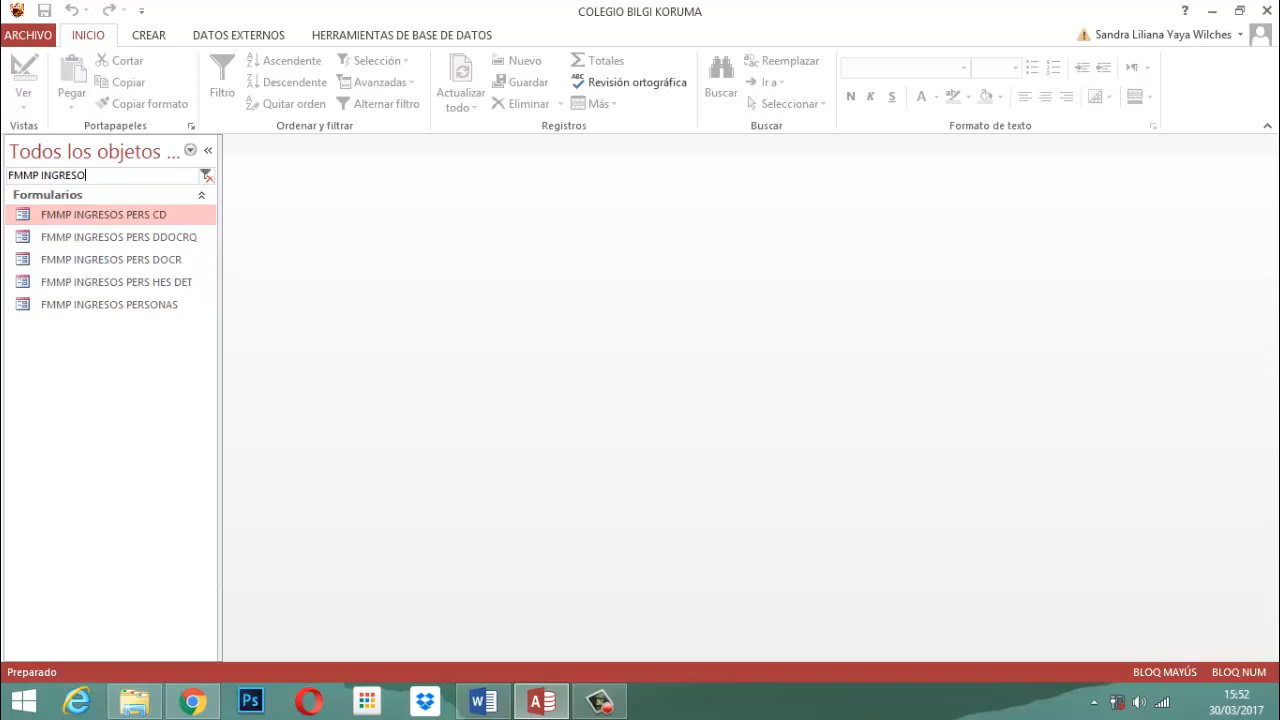 COLEGIO BILGI KORUMA
?
ARCHIVO INICIO CREAR DATOS EXTERNOS HERRAMIENTAS DE BASE DE DATOS Sandra Liliana Yaya Wilches
Ver
Vistas
Pegar
Cortar
Copiar
Copiar formato
Portapapeles
Filtro
Ascendente
Descendente
Quitar orden
Selección
Avanzadas
Alternar filtro
Ordenar y filtrar
Actualizar
todo
Nuevo
Guardar
Eliminar
Totales
Revisión ortográfica
Más
Registros
Buscar
Reemplazar
Ir a
Seleccionar
Buscar
N K S A
Formato de texto
Todos los objetos ...
FMMP INGRESO
Formularios
FMMP INGRESOS PERS CD
FMMP INGRESOS PERS DDOCRQ
FMMP INGRESOS PERS DOCR
FMMP INGRESOS PERS HES DET
FMMP INGRESOS PERSONAS
Preparado BLOQ MAYÚS BLOQ NUM
Ps
15:52
30/03/2017